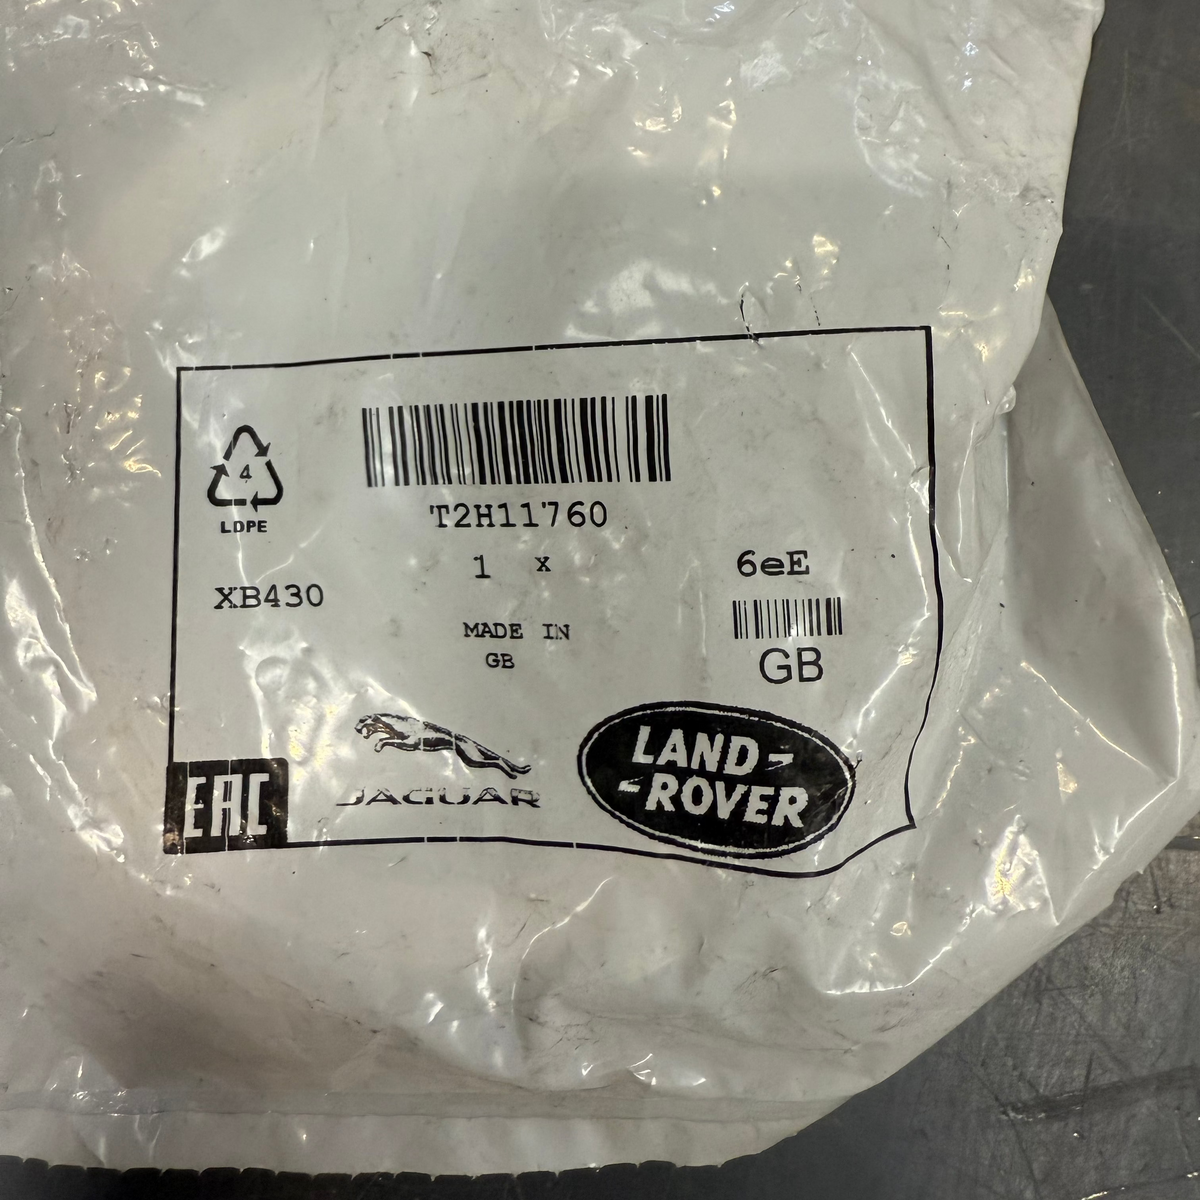 4
LDPE
T2H11760
1 x
6eE
XB430
MADE IN
GB
GB
JAGUAR
LAND-
-ROVER
EAC